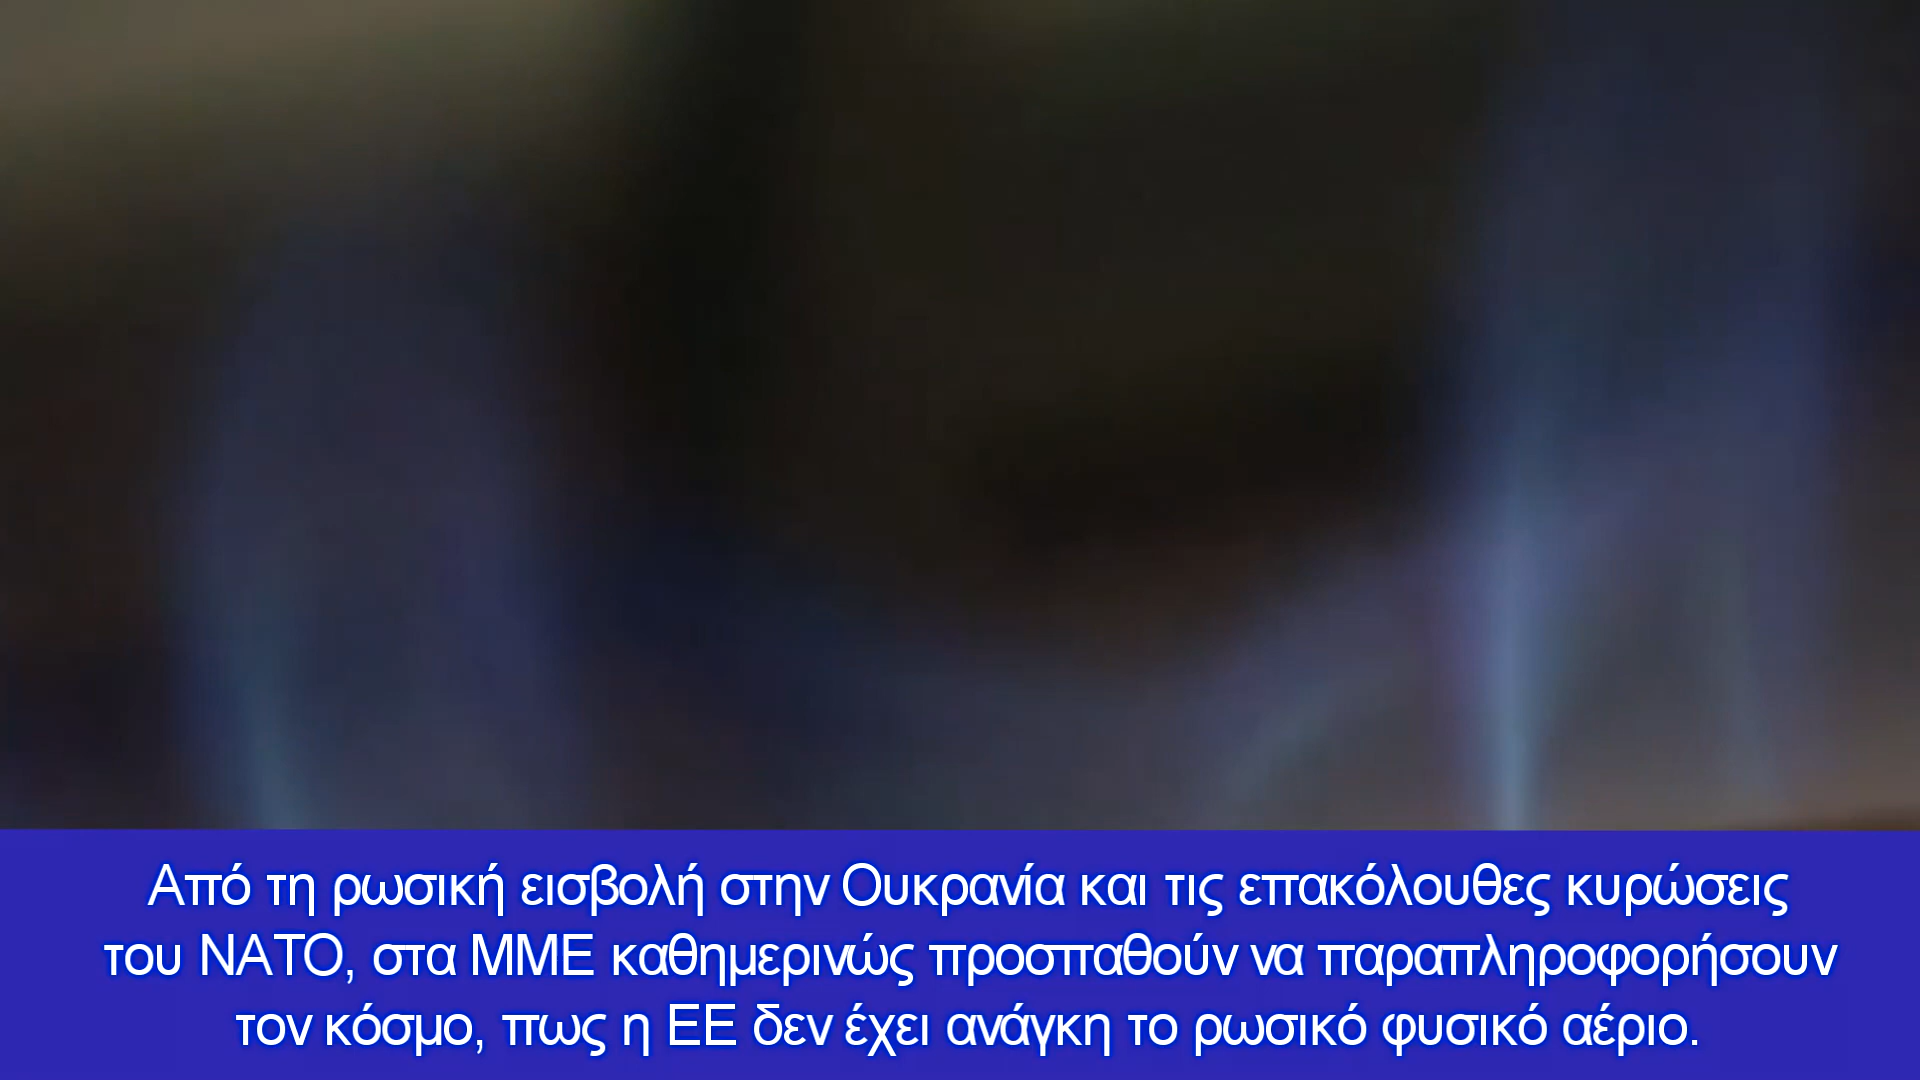 Από τη ρωσική εισβολή στην Ουκρανία και τις επακόλουθες κυρώσεις
του ΝΑΤΟ, στα ΜΜΕ καθημερινώς προσπαθούν να παραπληροφορήσουν
τον κόσμο, πως η ΕΕ δεν έχει ανάγκη το ρωσικό φυσικό αέριο.